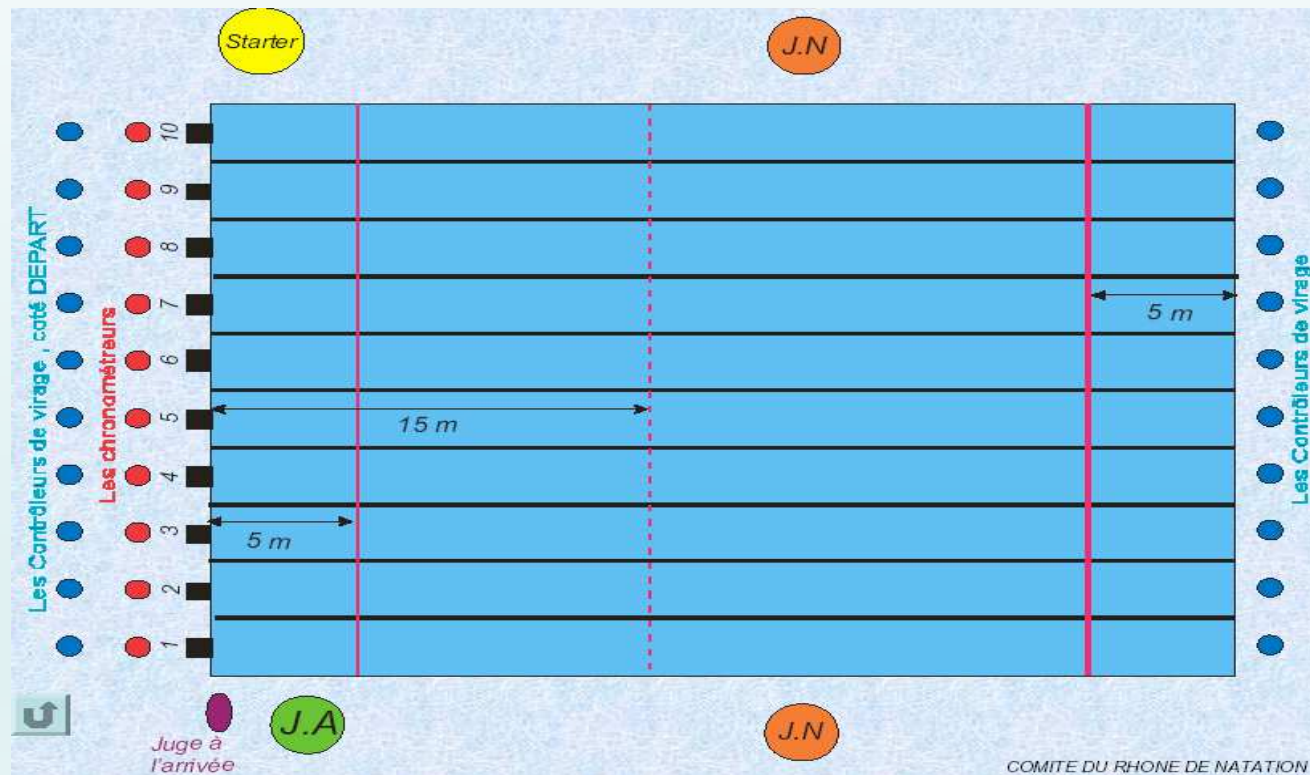 Starter
J.N
Les Contrôleurs de virage , coté DEPART
Les chronométreurs
10
9
8
7
6
5
4
3
2
1
5 m
15 m
5 m
Les Contrôleurs de virage
Juge à
l'arrivée
J.A
J.N
COMITE DU RHONE DE NATATION